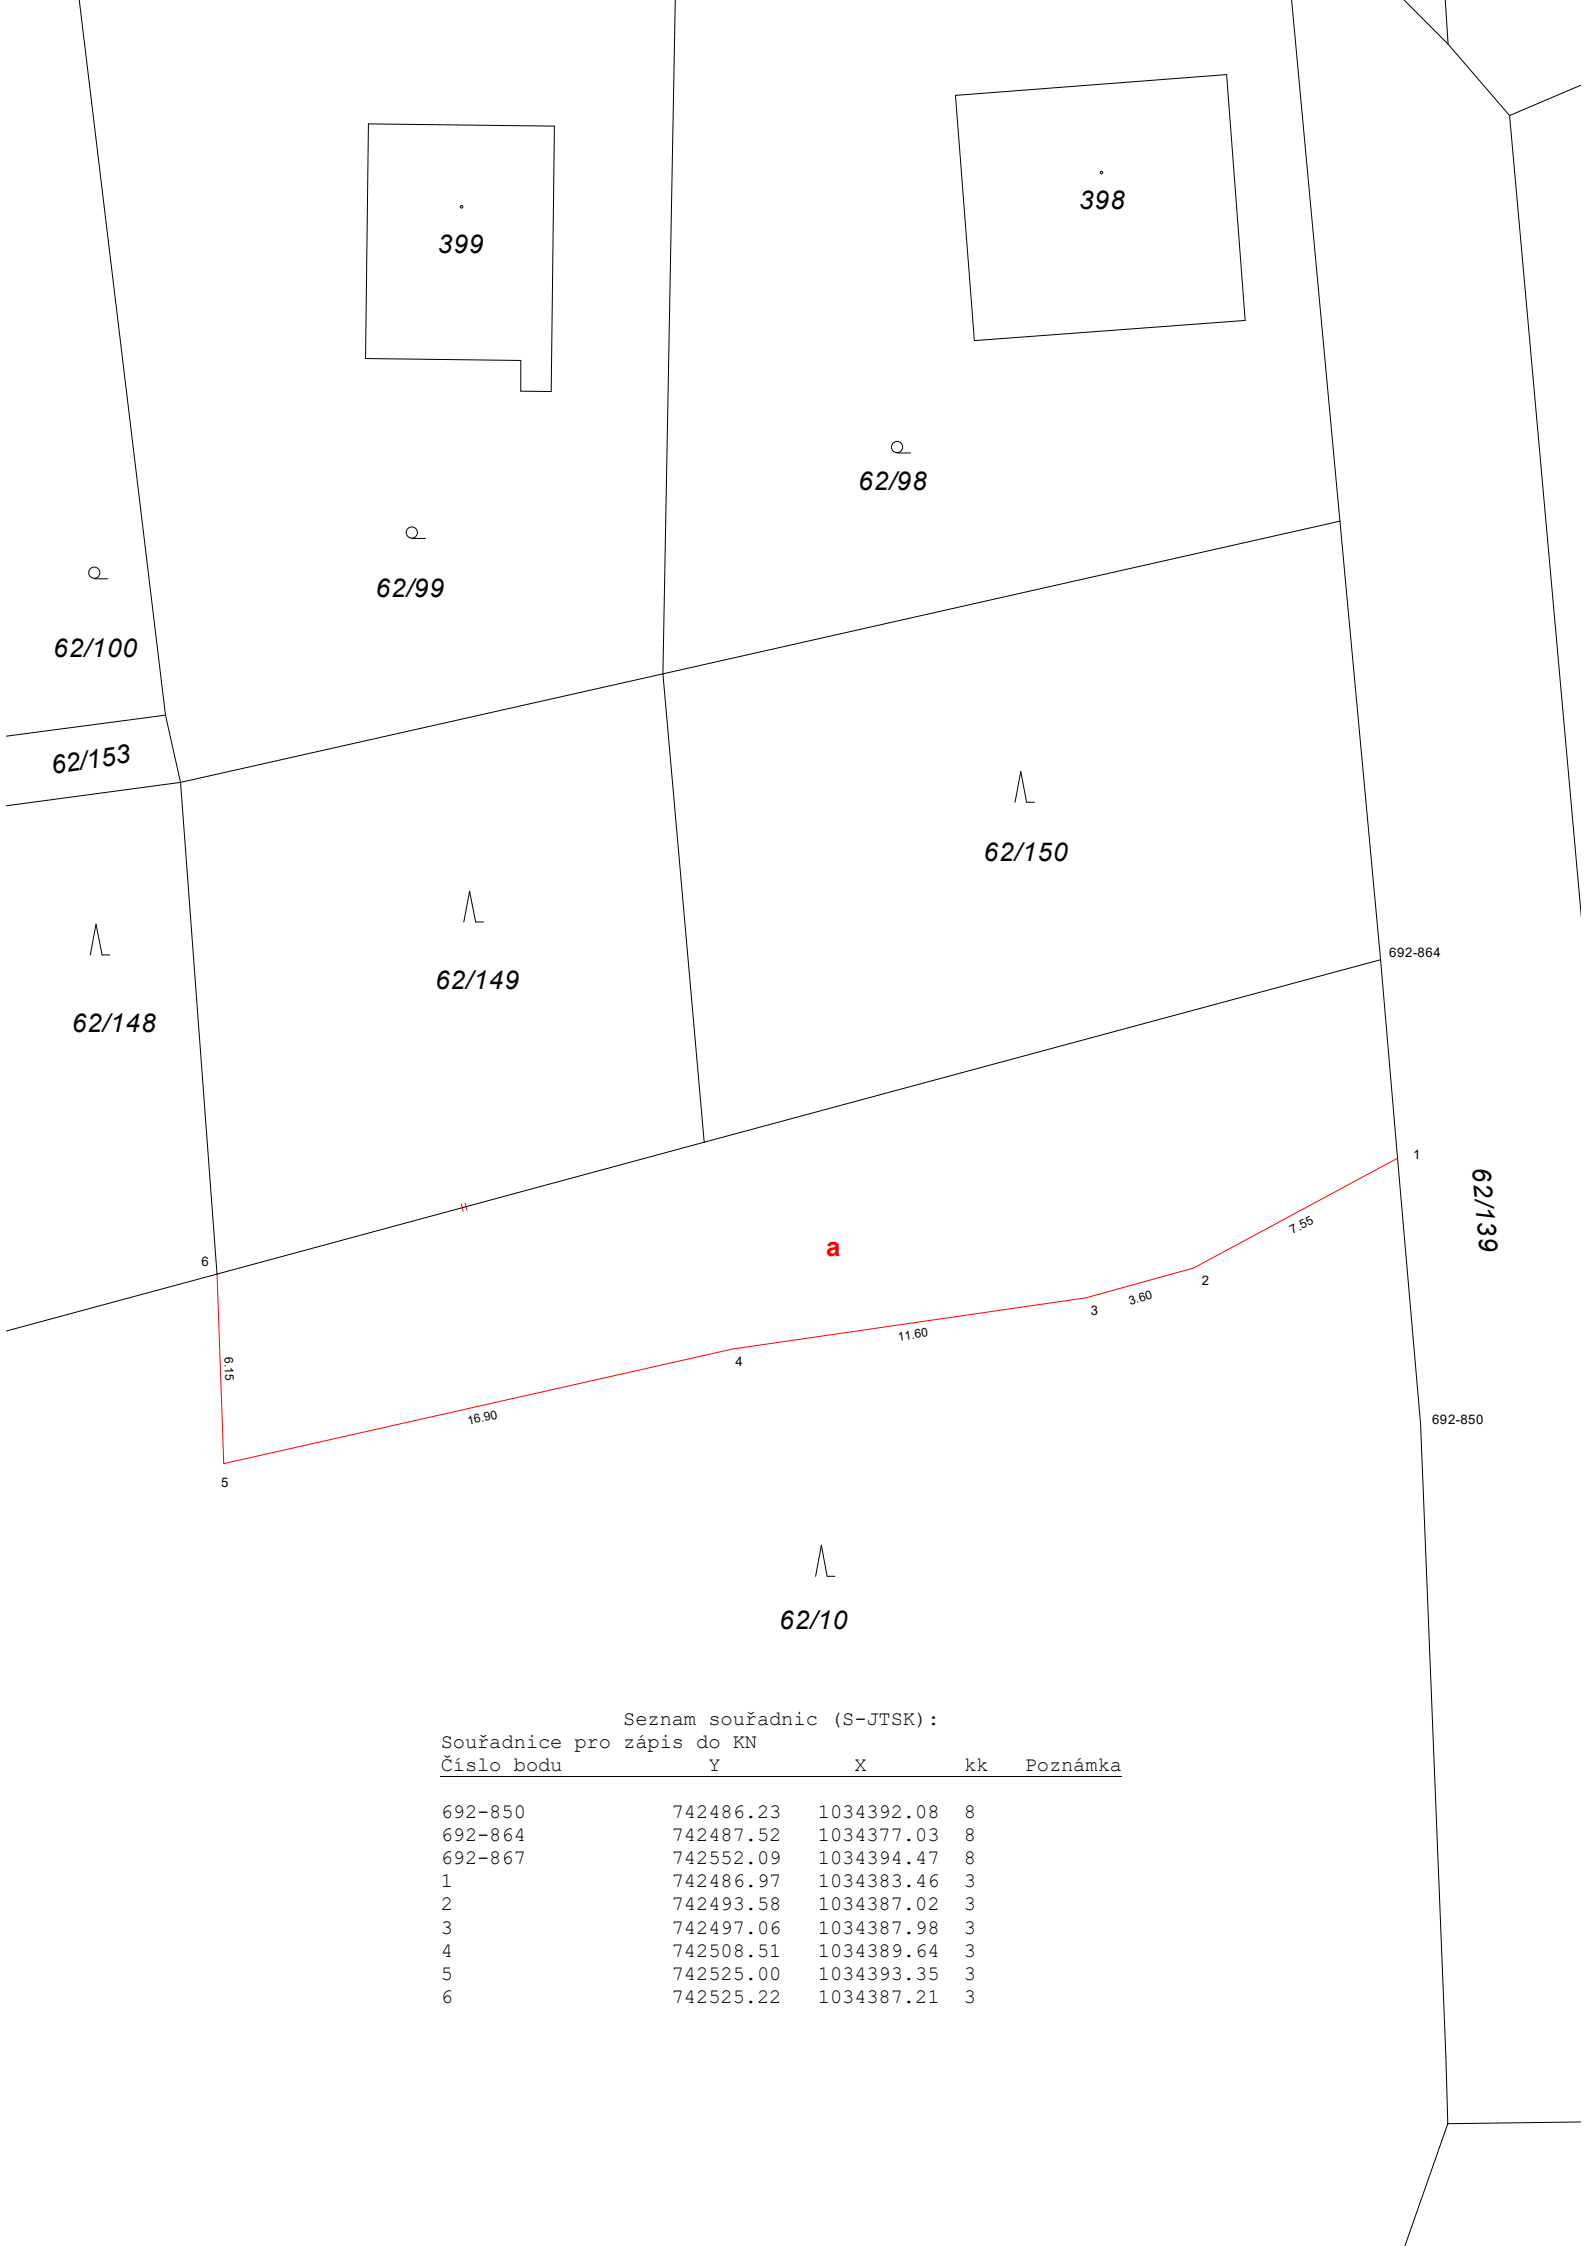 398
399
62/98
62/99
62/100
62/153
62/150
692-864
62/149
62/148
1
62/139
7.55
a
6
2
3.60
3
11.60
4
6.15
16.90
692-850
5
62/10
Seznam souřadnic (S-JTSK):
Souřadnice pro zápis do KN
Číslo bodu Y X kk Poznámka
692-850 742486.23 1034392.08 8
692-864 742487.52 1034377.03 8
692-867 742552.09 1034394.47 8
1 742486.97 1034383.46 3
2 742493.58 1034387.02 3
3 742497.06 1034387.98 3
4 742508.51 1034389.64 3
5 742525.00 1034393.35 3
6 742525.22 1034387.21 3